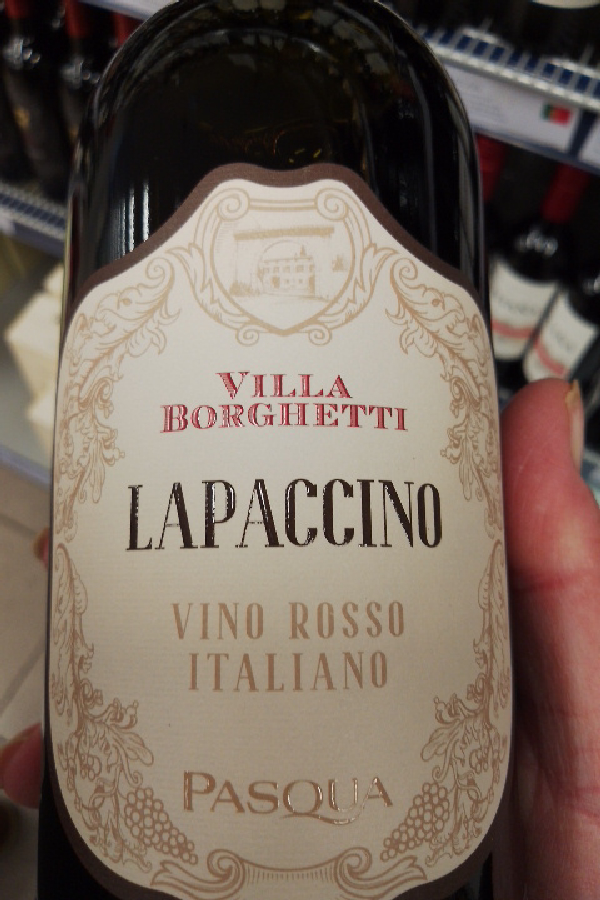 VILLA
BORGHETTI
LAPACCINO
VINO ROSSO
ITALIANO
PASQUA